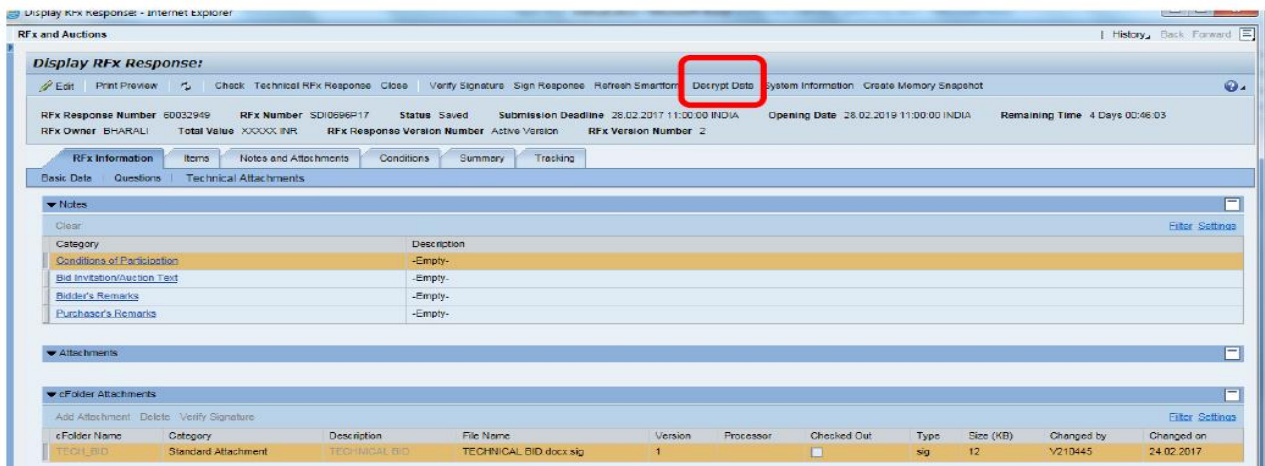 Display RFx Response: - Internet Explorer
RFx and Auctions | History Back Forward
Display RFx Response:
Edit | Print Preview | Check Technical RFx Response Close | Verify Signature Sign Response Refresh Smartform Decrypt Data System Information Create Memory Snapshot
RFx Response Number 60032949 RFx Number SDI0696P17 Status Saved Submission Deadline 28.02.2017 11:00:00 INDIA Opening Date 28.02.2019 11:00:00 INDIA Remaining Time 4 Days 00:46:03
RFx Owner BHARALI Total Value XXXXX INR RFx Response Version Number Active Version RFx Version Number 2
RFx Information Items Notes and Attachments Conditions Summary Tracking
Basic Data | Questions | Technical Attachments
Notes
Clear Filter Settings
Category Description
Conditions of Participation -Empty-
Bid Invitation/Auction Text -Empty-
Bidder's Remarks -Empty-
Purchaser's Remarks -Empty-
Attachments
cFolder Attachments
Add Attachment Delete Verify Signature Filter Settings
cFolder Name Category Description File Name Version Processor Checked Out Type Size (KB) Changed by Changed on
TECH_BID Standard Attachment TECHNICAL BID TECHNICAL BID.docx.sig 1 sig 12 V210445 24.02.2017